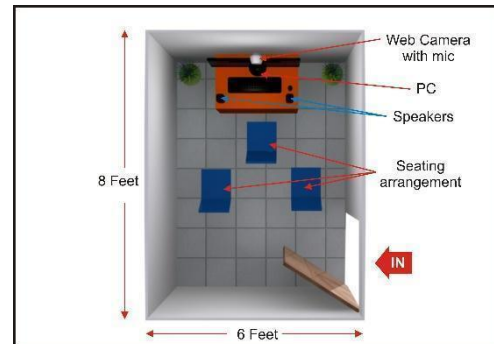 Web Camera
with mic
PC
Speakers
8 Feet
Seating
arrangement
IN
6 Feet